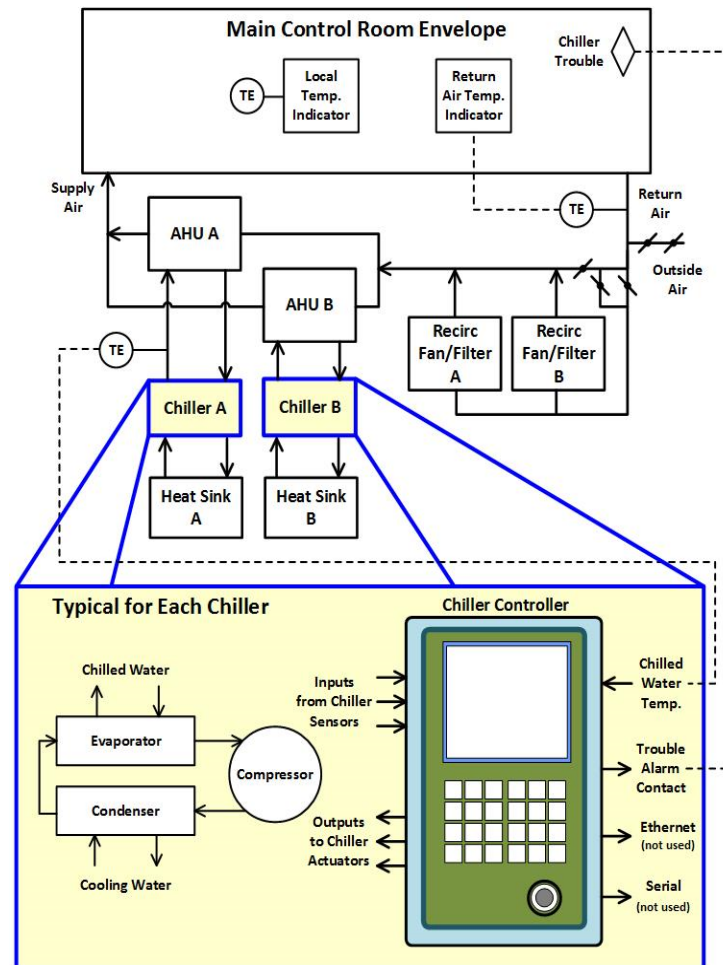 Main Control Room Envelope
Chiller
Trouble
TE
Local
Temp.
Indicator
Return
Air Temp.
Indicator
Supply
Air
TE
Return
Air
AHU A
Outside
Air
AHU B
TE
Recirc
Fan/Filter
A
Recirc
Fan/Filter
B
Chiller A
Chiller B
Heat Sink
A
Heat Sink
B
Typical for Each Chiller
Chiller Controller
Chilled Water
Evaporator
Compressor
Condenser
Cooling Water
Inputs
from Chiller
Sensors
Outputs
to Chiller
Actuators
Chilled
Water
Temp.
Trouble
Alarm
Contact
Ethernet
(not used)
Serial
(not used)